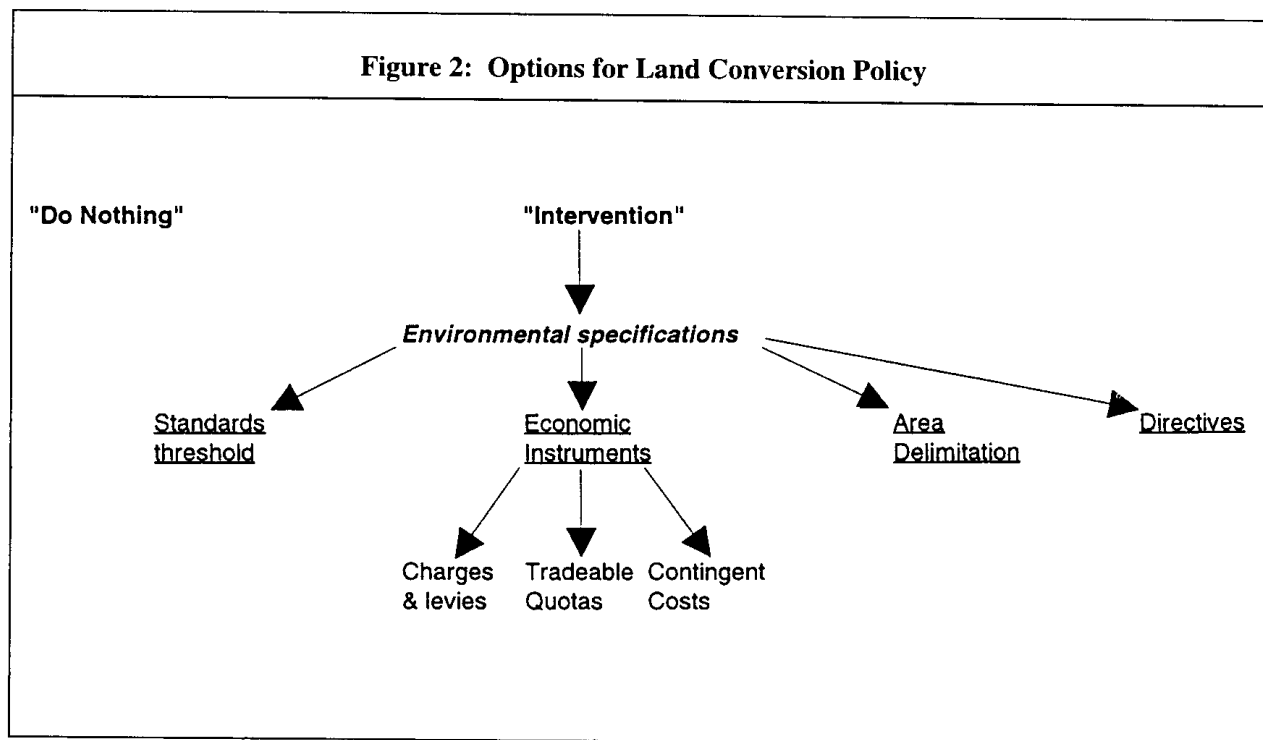 Figure 2: Options for Land Conversion Policy
"Do Nothing"
"Intervention"
Environmental specifications
Standards
threshold
Economic
Instruments
Area
Delimitation
Directives
Charges
& levies
Tradeable
Quotas
Contingent
Costs